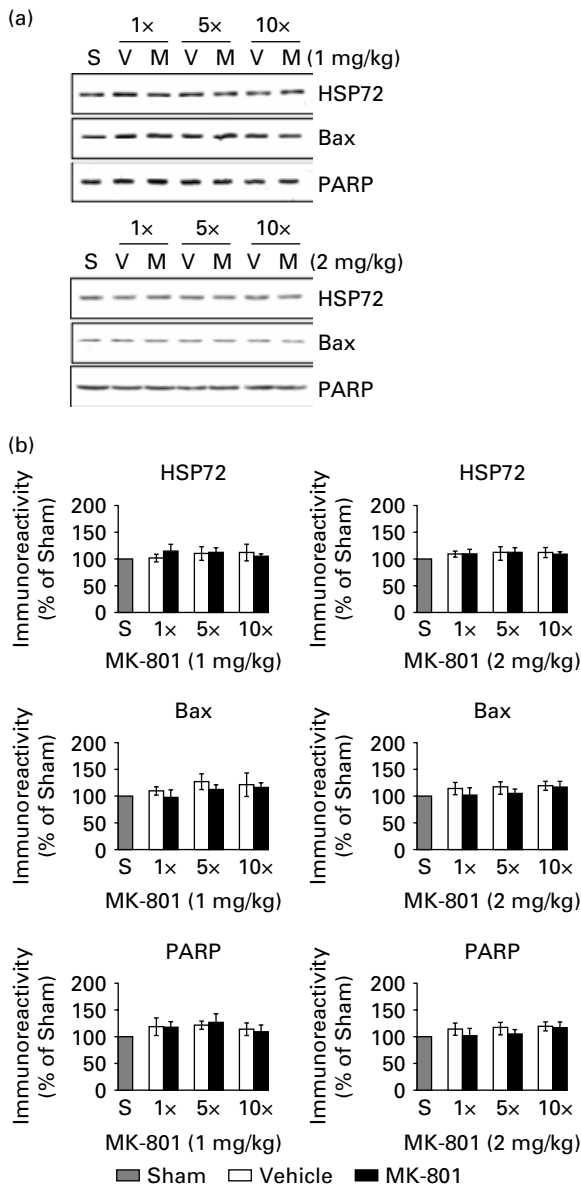 (a)
1× 5× 10×
S V M V M V M (1 mg/kg)
HSP72
Bax
PARP
1× 5× 10×
S V M V M V M (2 mg/kg)
HSP72
Bax
PARP
(b)
HSP72
Immunoreactivity
(% of Sham)
200
150
100
50
0
S 1× 5× 10×
MK-801 (1 mg/kg)
HSP72
Immunoreactivity
(% of Sham)
200
150
100
50
0
S 1× 5× 10×
MK-801 (2 mg/kg)
Bax
Immunoreactivity
(% of Sham)
200
150
100
50
0
S 1× 5× 10×
MK-801 (1 mg/kg)
Bax
Immunoreactivity
(% of Sham)
200
150
100
50
0
S 1× 5× 10×
MK-801 (2 mg/kg)
PARP
Immunoreactivity
(% of Sham)
200
150
100
50
0
S 1× 5× 10×
MK-801 (1 mg/kg)
PARP
Immunoreactivity
(% of Sham)
200
150
100
50
0
S 1× 5× 10×
MK-801 (2 mg/kg)
Sham Vehicle MK-801